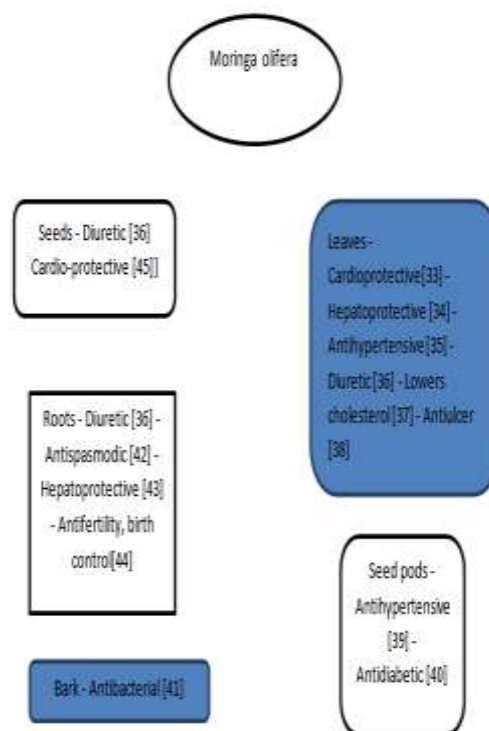 Moringa olifera
Seeds - Diuretic [36]
Cardio-protective [45]]
Leaves -
Cardioprotective[33] -
Hepatoprotective [34] -
Antihypertensive[35] -
Diuretic[36] - Lowers
cholesterol[37] - Antiulcer
[38]
Roots - Diuretic [36] -
Antispasmodic [42] -
Hepatoprotective [43]
- Antifertility, birth
control[44]
Seed pods -
Antihypertensive
[39] -
Antidiabetic [40]
Bark - Antibacterial [41]